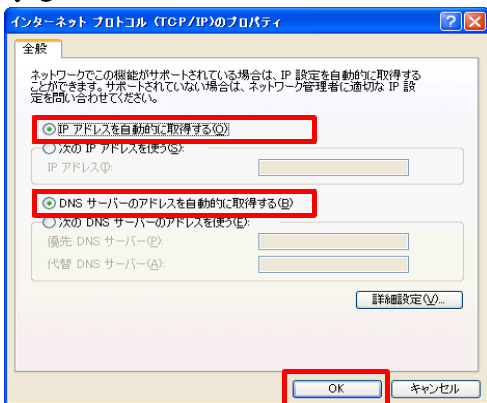 インターネット プロトコル (TCP/IP)のプロパティ
全般
ネットワークでこの機能がサポートされている場合は、IP 設定を自動的に取得する
ことができます。サポートされていない場合は、ネットワーク管理者に適切な IP 設
定を問い合わせてください。
IP アドレスを自動的に取得する(O)
次の IP アドレスを使う(S):
IP アドレス(I):
DNS サーバーのアドレスを自動的に取得する(B)
次の DNS サーバーのアドレスを使う(E):
優先 DNS サーバー(P):
代替 DNS サーバー(A):
詳細設定(V)...
OK
キャンセル